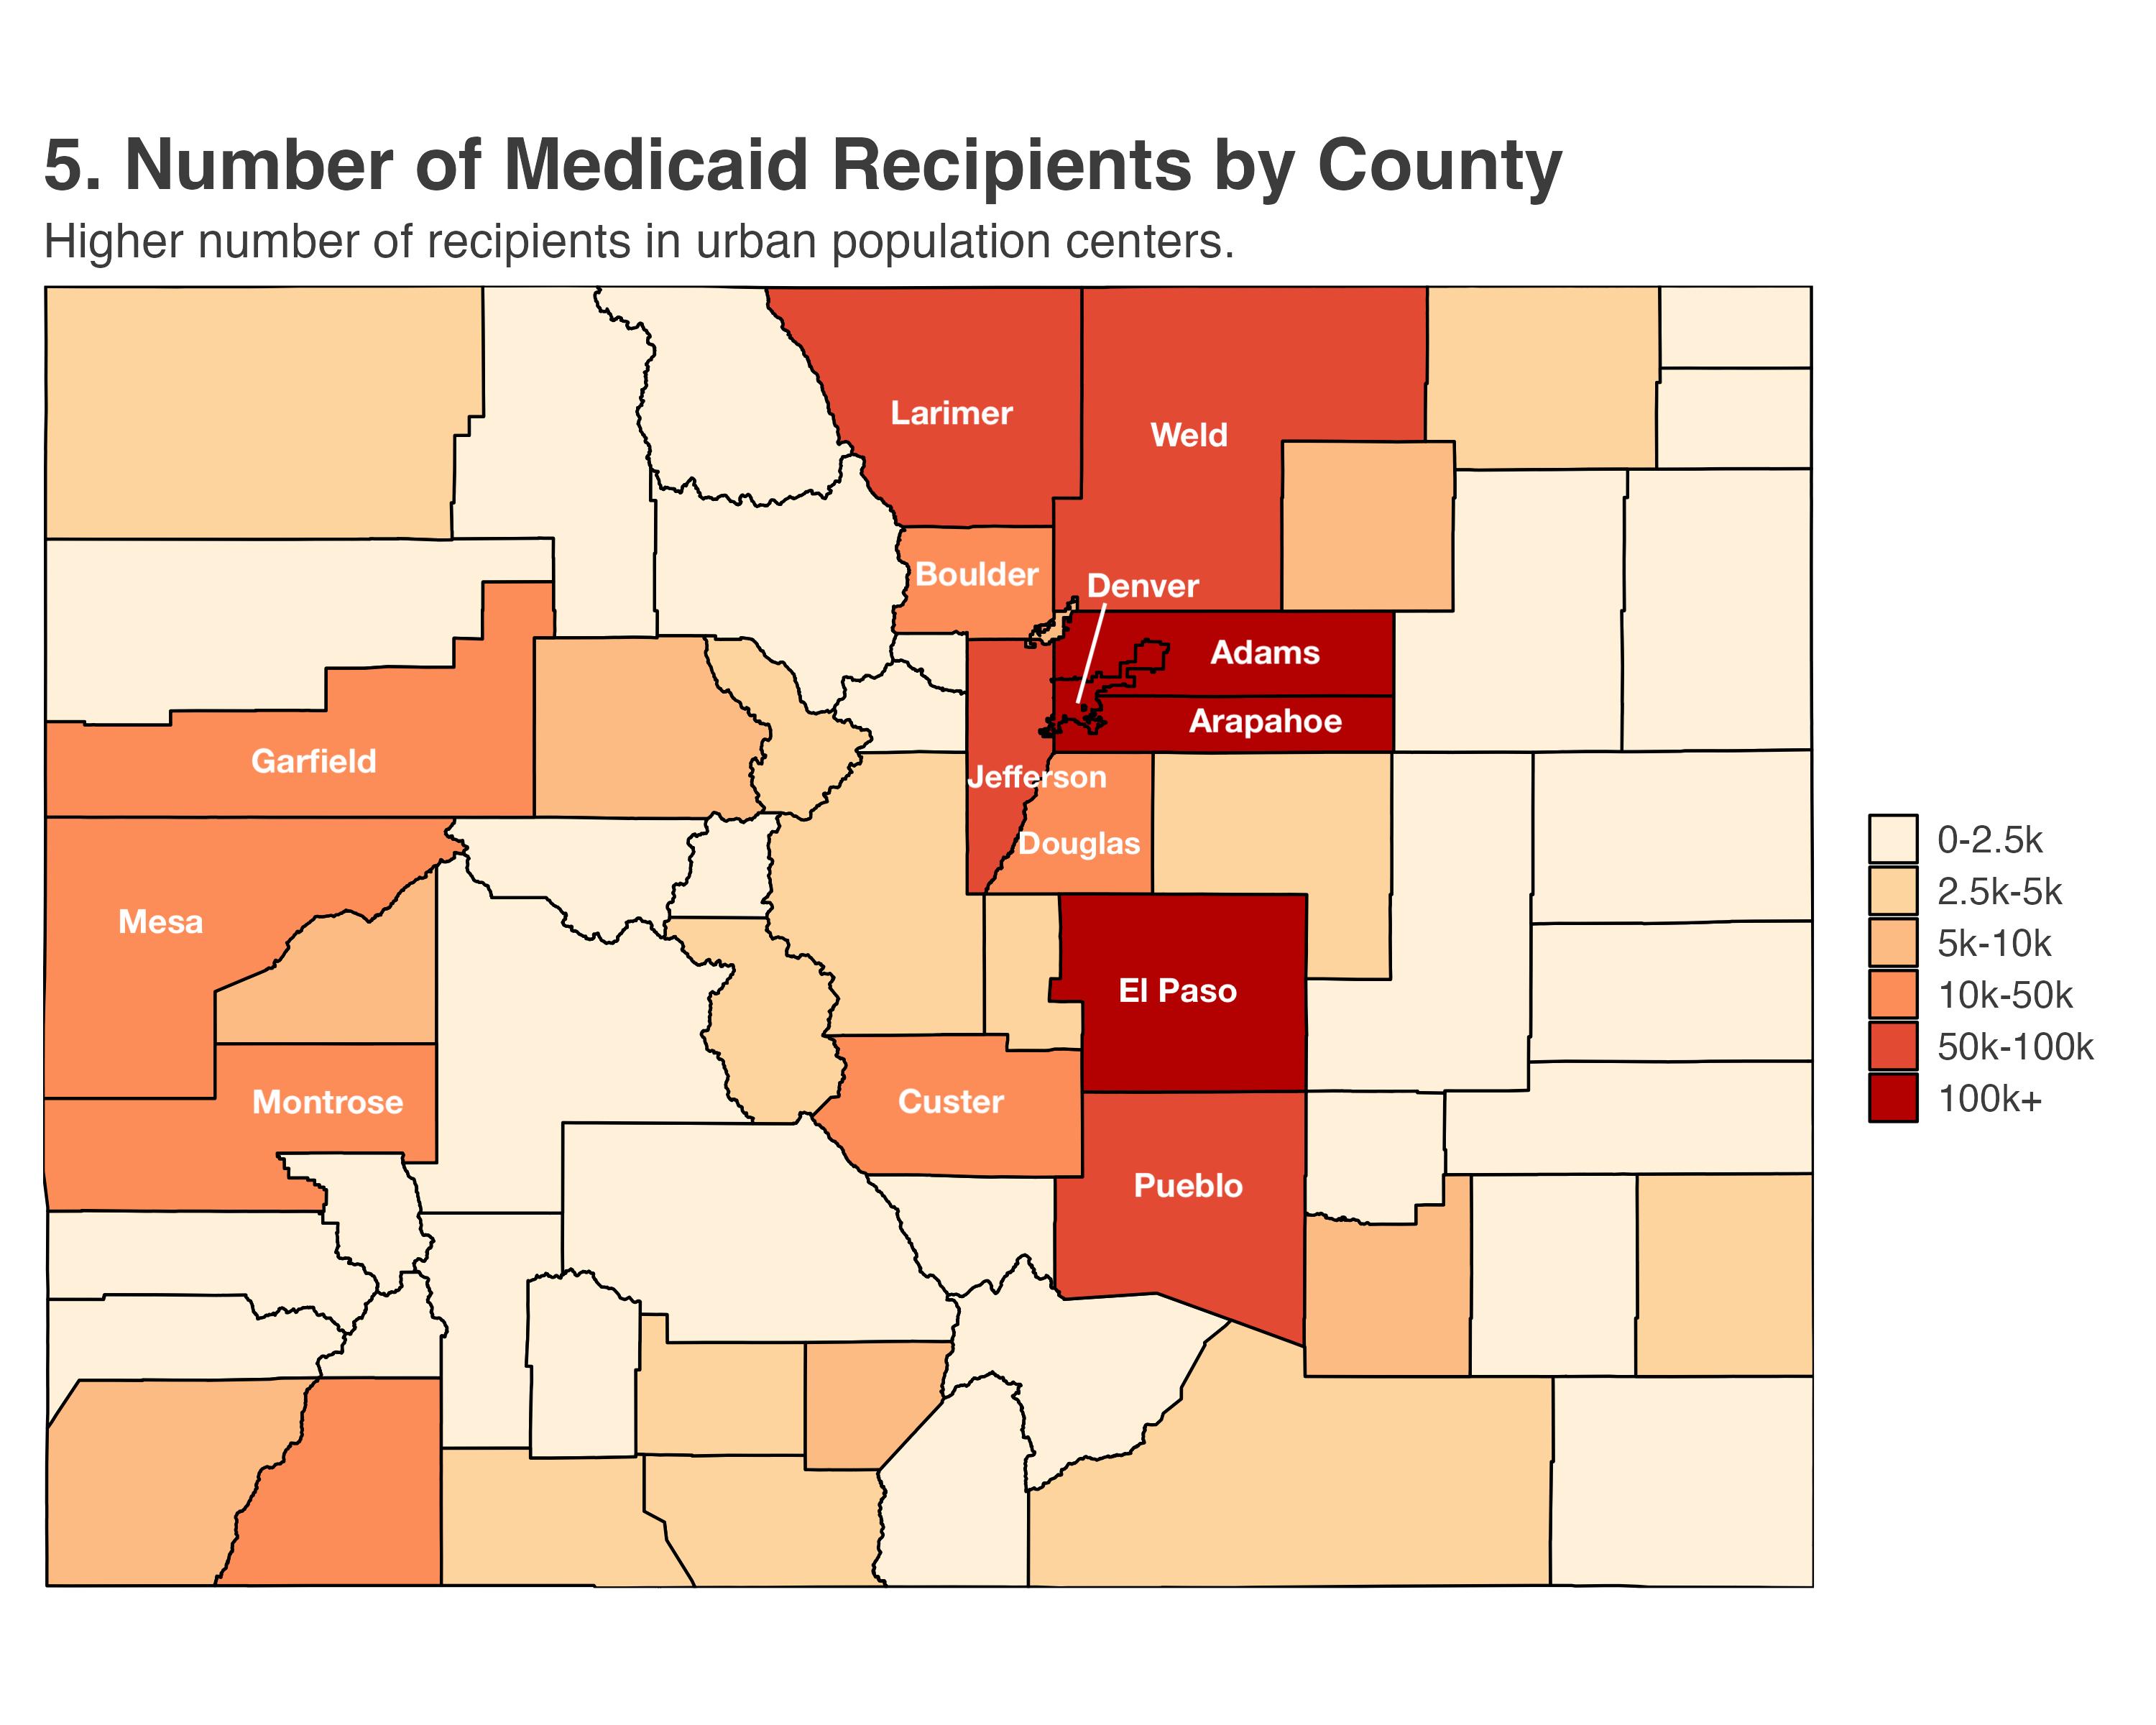 5. Number of Medicaid Recipients by County
Higher number of recipients in urban population centers.
Larimer
Weld
Boulder
Denver
Adams
Arapahoe
Garfield
Jefferson
Douglas
Mesa
El Paso
Montrose
Custer
Pueblo
0-2.5k
2.5k-5k
5k-10k
10k-50k
50k-100k
100k+